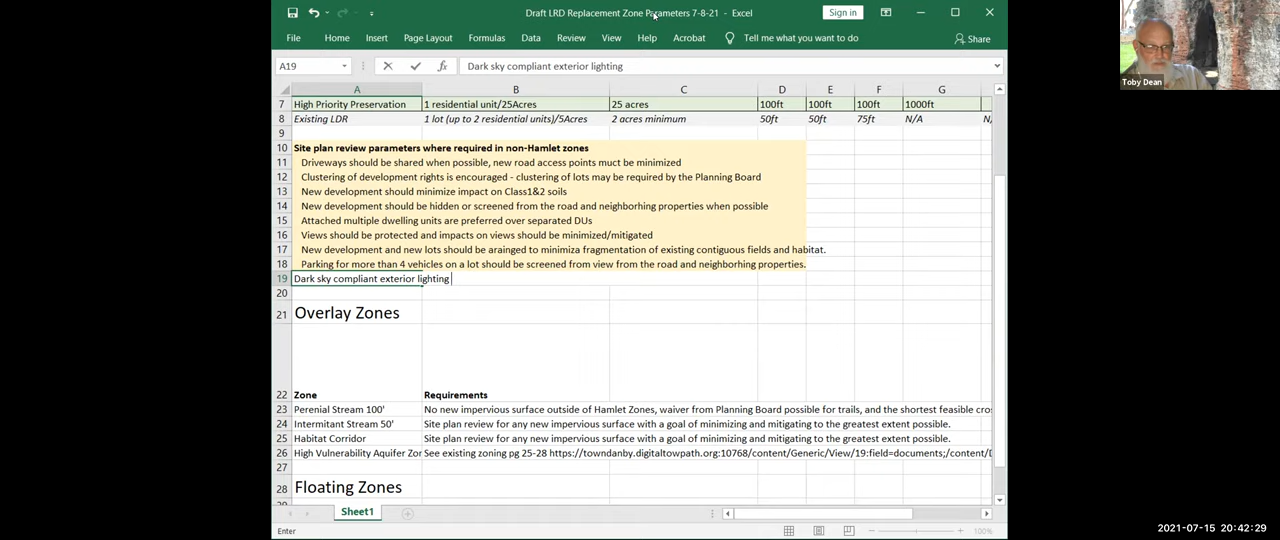 Draft LRD Replacement Zone Parameters 7-8-21 - Excel
Sign in
File Home Insert Page Layout Formulas Data Review View Help Acrobat Tell me what you want to do Share
A19 fx Dark sky compliant exterior lighting
A B C D E F G
7 High Priority Preservation 1 residential unit/25Acres 25 acres 100ft 100ft 100ft 1000ft
8 Existing LDR 1 lot (up to 2 residential units)/5Acres 2 acres minimum 50ft 50ft 75ft N/A N/
9
10 Site plan review parameters where required in non-Hamlet zones
11 Driveways should be shared when possible, new road access points muct be minimized
12 Clustering of development rights is encouraged - clustering of lots may be required by the Planning Board
13 New development should minimize impact on Class1&2 soils
14 New development should be hidden or screened from the road and neighborhing properties when possible
15 Attached multiple dwelling units are preferred over separated DUs
16 Views should be protected and impacts on views should be minimized/mitigated
17 New development and new lots should be arainged to minimiza fragmentation of existing contiguous fields and habitat.
18 Parking for more than 4 vehicles on a lot should be screened from view from the road and neighborhing properties.
19 Dark sky compliant exterior lighting
20
21 Overlay Zones
22 Zone Requirements
23 Perenial Stream 100' No new impervious surface outside of Hamlet Zones, waiver from Planning Board possible for trails, and the shortest feasible cros
24 Intermitant Stream 50' Site plan review for any new impervious surface with a goal of minimizing and mitigating to the greatest extent possible.
25 Habitat Corridor Site plan review for any new impervious surface with a goal of minimizing and mitigating to the greatest extent possible.
26 High Vulnerability Aquifer Zor See existing zoning pg 25-28 https://towndanby.digitaltowpath.org:10768/content/Generic/View/19:field=documents;/content/D
27
28 Floating Zones
Sheet1
Enter 100%
Toby Dean
2021-07-15 20:42:29